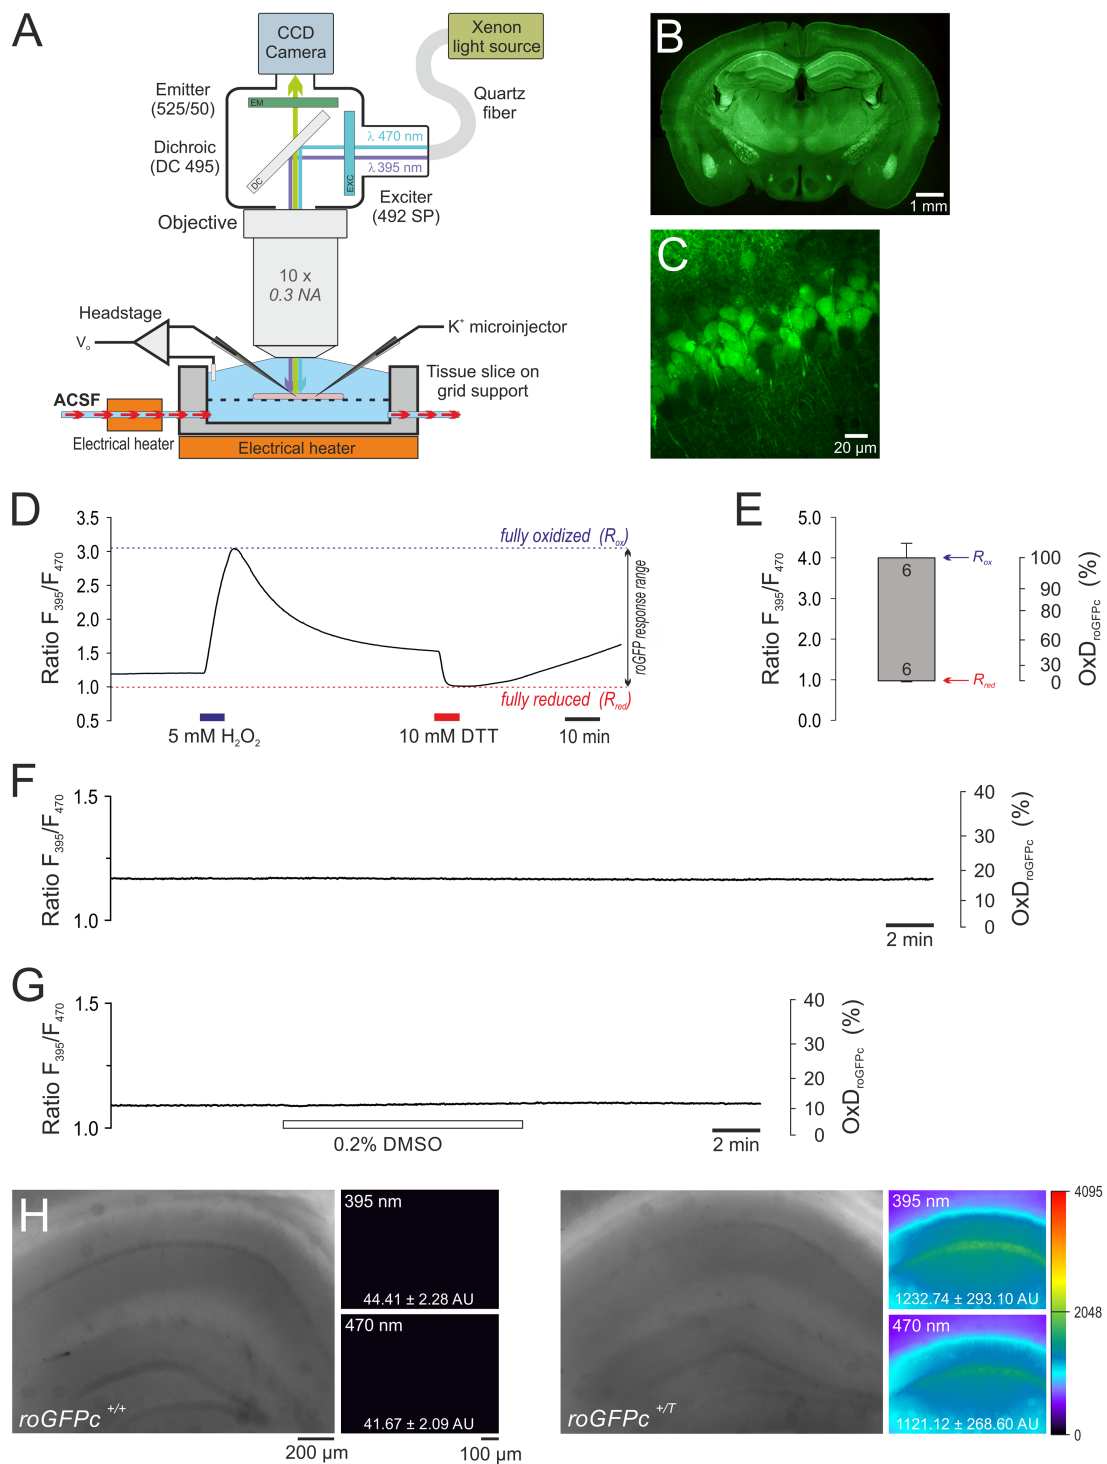 A
CCD
Camera
Xenon
light source
Emitter
(525/50)
EM
Quartz
fiber
λ 470 nm
Dichroic
(DC 495)
λ 395 nm
DC
EXC
Exciter
(492 SP)
Objective
10 x
0.3 NA
Headstage
Vo
K+ microinjector
Tissue slice on
grid support
ACSF
Electrical heater
Electrical heater
B
1 mm
C
20 µm
D
Ratio F395/F470
3.5
3.0
2.5
2.0
1.5
1.0
0.5
fully oxidized (Rox)
roGFP response range
fully reduced (Rred)
5 mM H2O2
10 mM DTT
10 min
E
Ratio F395/F470
5.0
4.0
3.0
2.0
1.0
0.0
6
6
Rox
Rred
100
90
80
60
30
0
OxDroGFPc (%)
F
Ratio F395/F470
1.5
1.0
40
30
20
10
0
OxDroGFPc (%)
2 min
G
Ratio F395/F470
1.5
1.0
0.2% DMSO
2 min
40
30
20
10
0
OxDroGFPc (%)
H
roGFPc +/+
200 µm
395 nm
44.41 ± 2.28 AU
470 nm
41.67 ± 2.09 AU
100 µm
roGFPc +/T
395 nm
1232.74 ± 293.10 AU
470 nm
1121.12 ± 268.60 AU
4095
2048
0